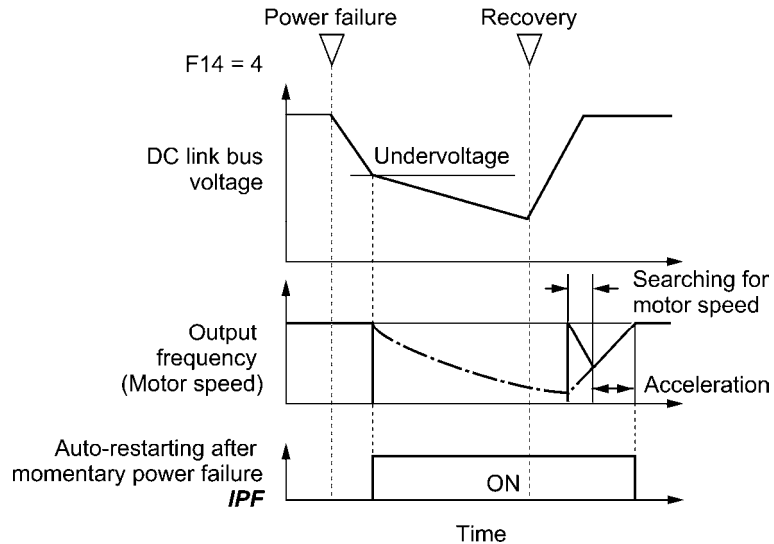 Power failure
Recovery
F14 = 4
DC link bus
voltage
Undervoltage
Searching for
motor speed
Output
frequency
(Motor speed)
Acceleration
Auto-restarting after
momentary power failure
IPF
ON
Time